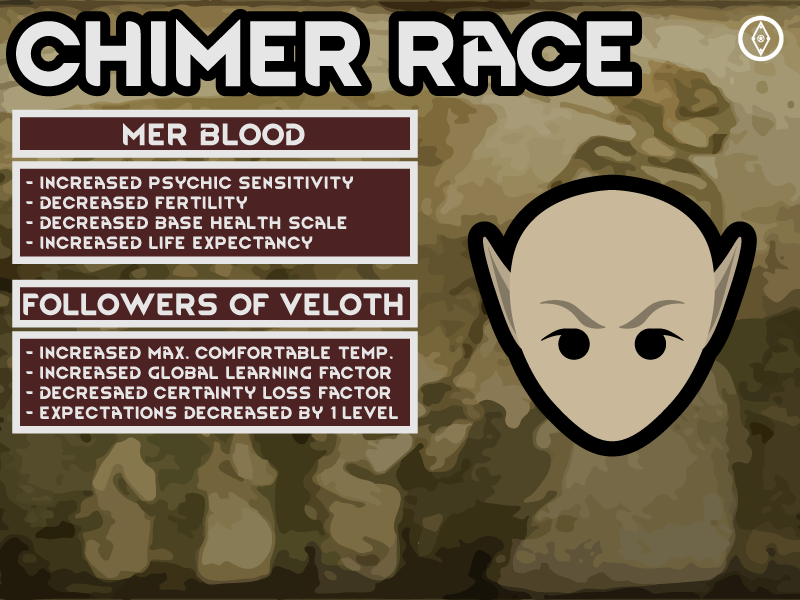 CHIMER RACE
MER BLOOD
- INCREASED PSYCHIC SENSITIVITY
- DECREASED FERTILITY
- DECREASED BASE HEALTH SCALE
- INCREASED LIFE EXPECTANCY
FOLLOWERS OF VELOTH
- INCREASED MAX. COMFORTABLE TEMP.
- INCREASED GLOBAL LEARNING FACTOR
- DECRESAED CERTAINTY LOSS FACTOR
- EXPECTATIONS DECREASED BY 1 LEVEL